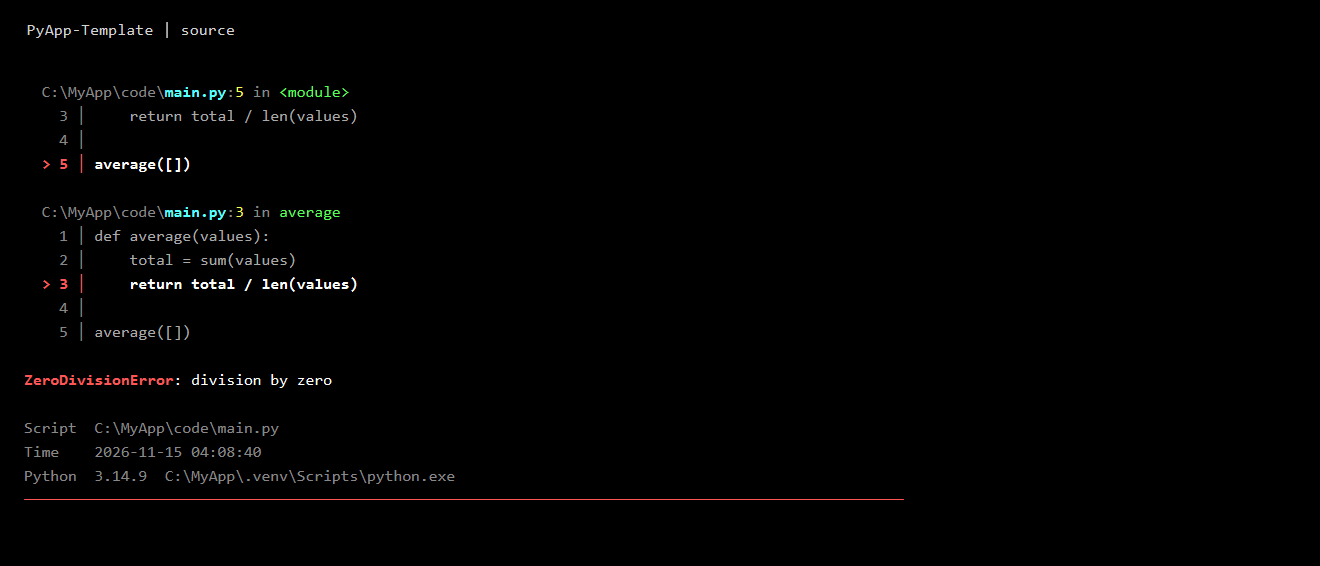 PyApp-Template | source
C:\MyApp\code\main.py:5 in <module>
3 |     return total / len(values)
4 |
> 5 | average([])
C:\MyApp\code\main.py:3 in average
1 | def average(values):
2 |     total = sum(values)
> 3 |     return total / len(values)
4 |
5 | average([])
ZeroDivisionError: division by zero
Script  C:\MyApp\code\main.py
Time    2026-11-15 04:08:40
Python  3.14.9  C:\MyApp\.venv\Scripts\python.exe